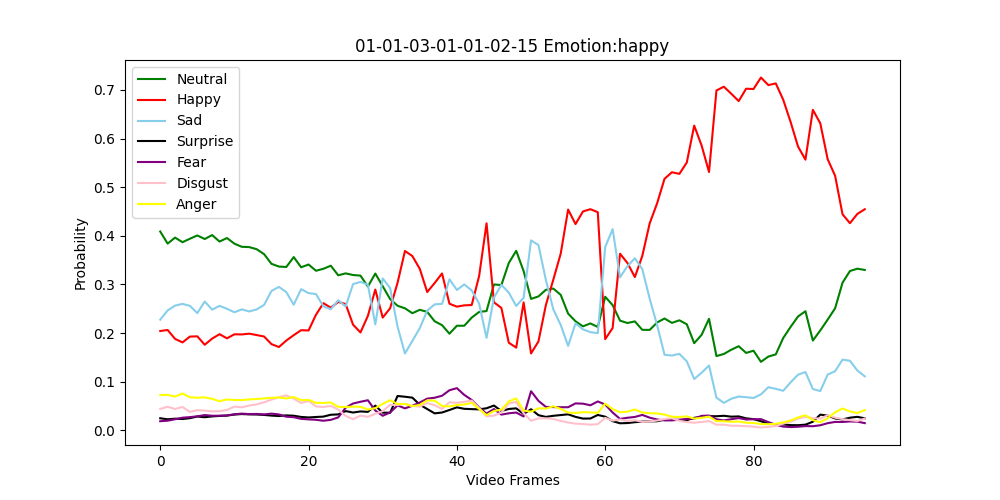 01-01-03-01-01-02-15 Emotion:happy
Probability
0.7
0.6
0.5
0.4
0.3
0.2
0.1
0.0
Neutral
Happy
Sad
Surprise
Fear
Disgust
Anger
0 20 40 60 80
Video Frames